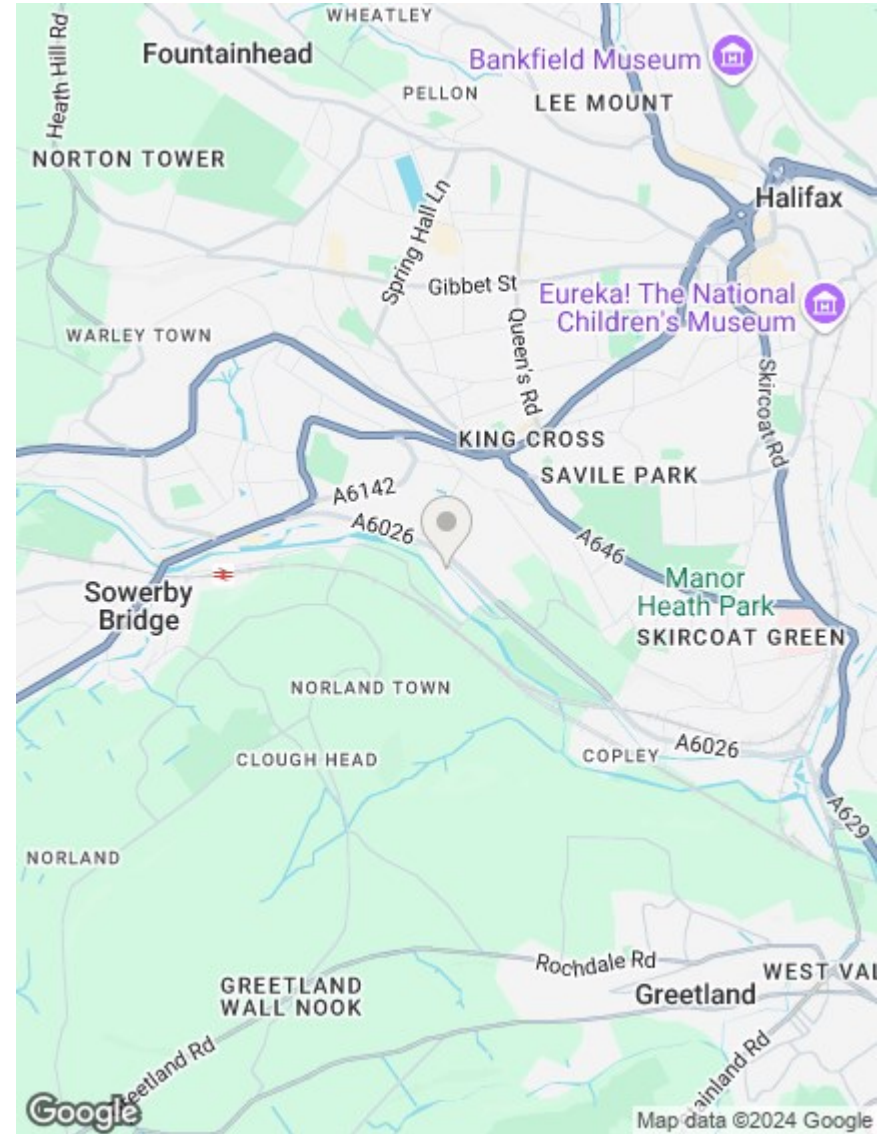 WHEATLEY
Fountainhead
Bankfield Museum
Heath Hill Rd
PELLON
LEE MOUNT
NORTON TOWER
Halifax
Spring Hall Ln
Gibbet St
Eureka! The National
Children's Museum
Queen's Rd
WARLEY TOWN
Skircoat Rd
KING CROSS
SAVILE PARK
A6142
A6026
A646
Sowerby
Bridge
Manor
Heath Park
SKIRCOAT GREEN
NORLAND TOWN
CLOUGH HEAD
COPLEY
A6026
A629
NORLAND
Rochdale Rd
WEST VAL
GREETLAND
WALL NOOK
Greetland
eetland Rd
tainland Rd
Google
Map data ©2024 Google